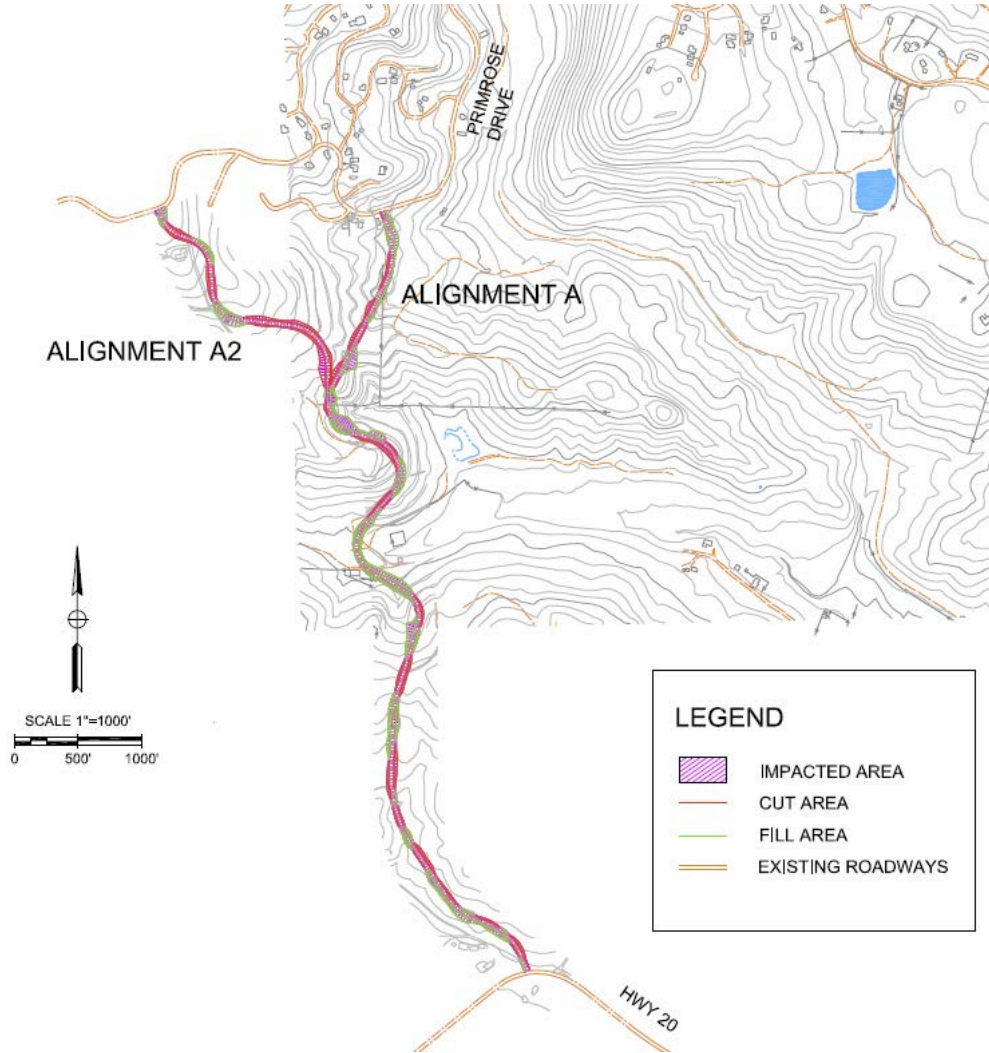 PRIMROSE
DRIVE
ALIGNMENT A
ALIGNMENT A2
SCALE 1"=1000'
0 500' 1000'
LEGEND
IMPACTED AREA
CUT AREA
FILL AREA
EXISTING ROADWAYS
HWY 20